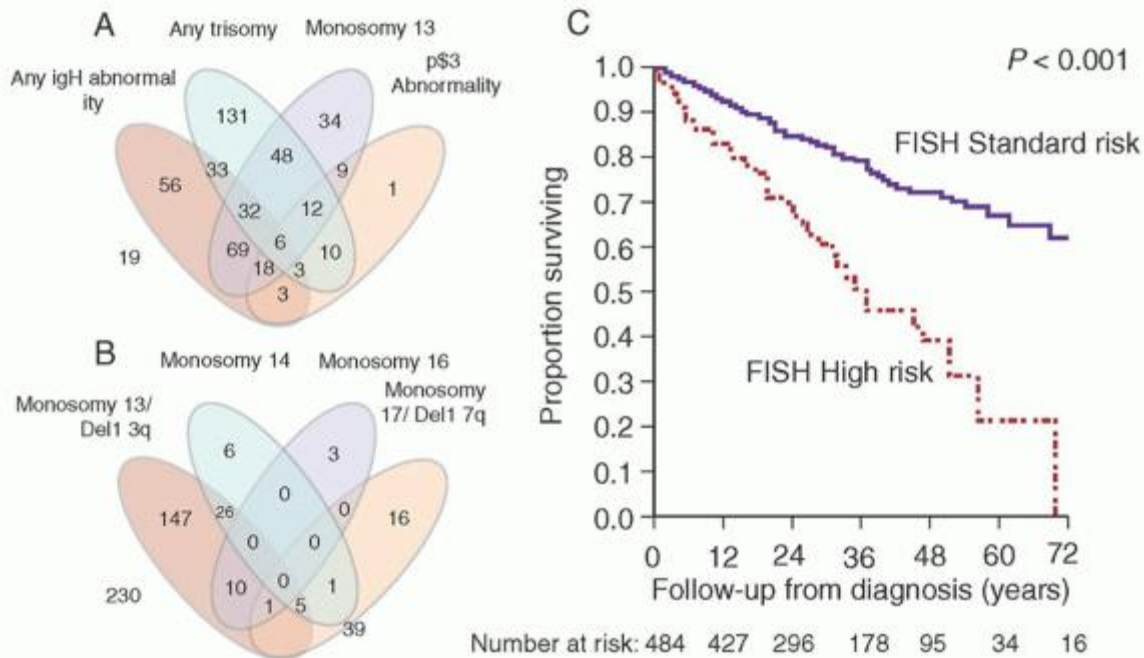 A
Any trisomy
Monosomy 13
Any igH abnormal
ity
p$3
Abnormality
131
34
33
48
9
56
1
32
12
19
69
6
10
18
3
3
B
Monosomy 14
Monosomy 16
Monosomy 13/
Del1 3q
Monosomy
17/ Del1 7q
6
3
26
0
0
147
16
0
0
10
0
1
230
1
5
39
C
P < 0.001
1.0
0.9
0.8
0.7
0.6
0.5
0.4
0.3
0.2
0.1
0.0
Proportion surviving
FISH Standard risk
FISH High risk
0 12 24 36 48 60 72
Follow-up from diagnosis (years)
Number at risk: 484 427 296 178 95 34 16